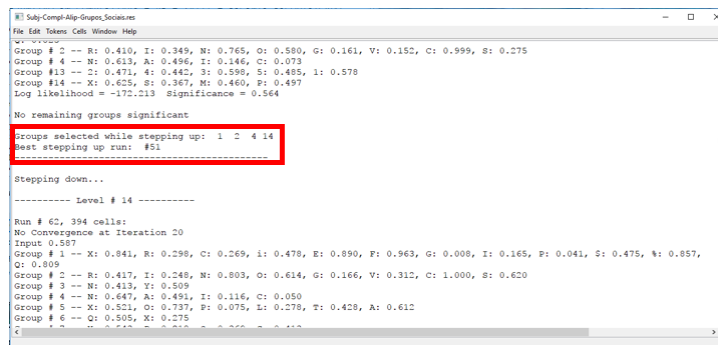 Subj-Compl-Alip-Grupos_Sociais.res
File Edit Tokens Cells Window Help
Group # 2 -- R: 0.410, I: 0.349, N: 0.765, O: 0.580, G: 0.161, V: 0.152, C: 0.999, S: 0.275
Group # 4 -- N: 0.613, A: 0.496, I: 0.146, C: 0.073
Group #13 -- 2: 0.471, 4: 0.442, 3: 0.598, 5: 0.485, 1: 0.578
Group #14 -- X: 0.625, S: 0.367, M: 0.460, P: 0.497
Log likelihood = -172.213 Significance = 0.564
No remaining groups significant
Groups selected while stepping up: 1 2 4 14
Best stepping up run: #51
---------------------------------------------
Stepping down...
---------- Level # 14 ----------
Run # 62, 394 cells:
No Convergence at Iteration 20
Input 0.587
Group # 1 -- X: 0.841, R: 0.298, C: 0.269, i: 0.478, E: 0.890, F: 0.963, G: 0.008, I: 0.165, P: 0.041, $: 0.475, %: 0.857,
Q: 0.809
Group # 2 -- R: 0.417, I: 0.248, N: 0.803, O: 0.614, G: 0.166, V: 0.312, C: 1.000, S: 0.620
Group # 3 -- N: 0.413, Y: 0.509
Group # 4 -- N: 0.647, A: 0.491, I: 0.116, C: 0.050
Group # 5 -- X: 0.521, O: 0.737, P: 0.075, L: 0.278, T: 0.428, A: 0.612
Group # 6 -- Q: 0.505, X: 0.275